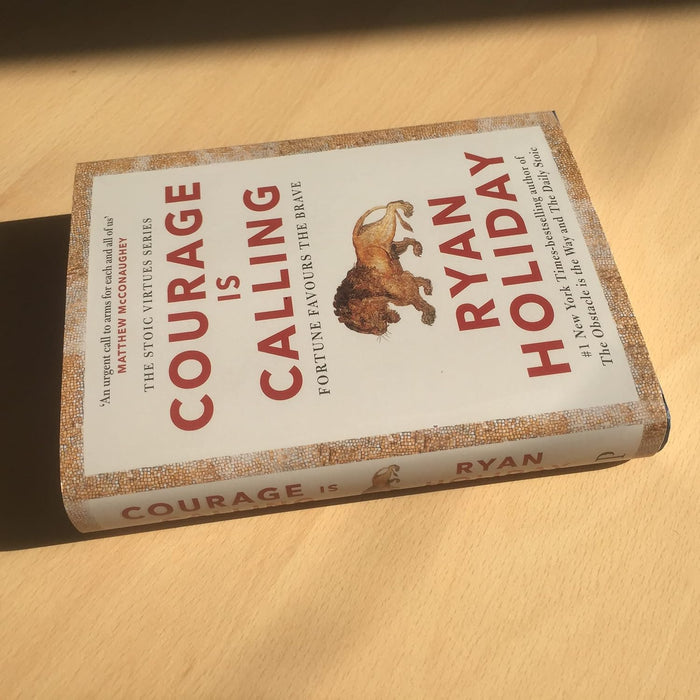 'An urgent call to arms for each and all of us'
MATTHEW McCONAUGHEY
THE STOIC VIRTUES SERIES
COURAGE
IS
CALLING
FORTUNE FAVOURS THE BRAVE
RYAN
HOLIDAY
#1 New York Times–bestselling author of
The Obstacle is the Way and The Daily Stoic
COURAGE IS
RYAN
HOLIDAY
P